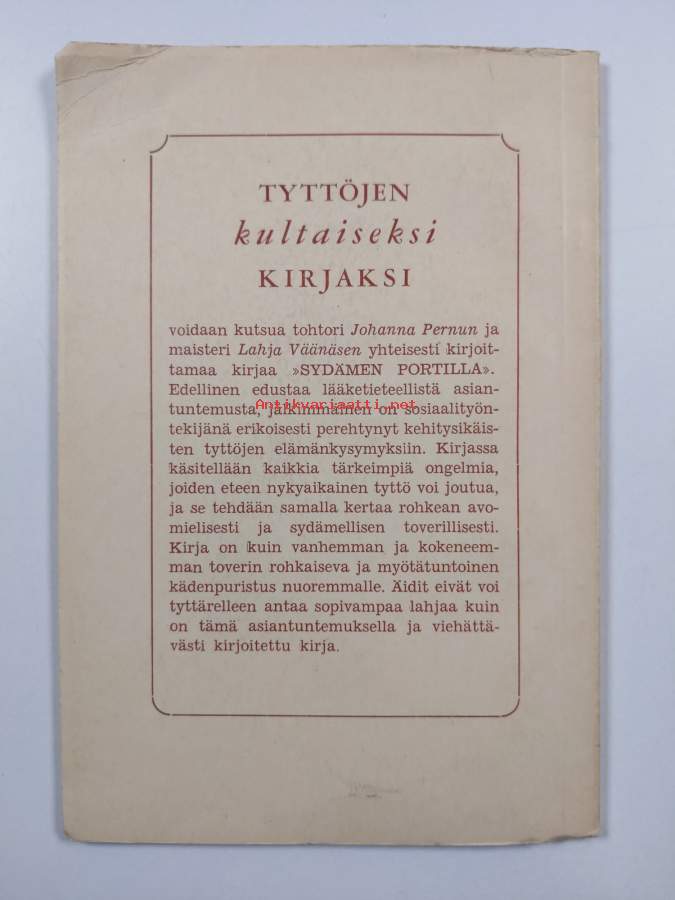 TYTTÖJEN
kultaiseksi
KIRJAKSI
voidaan kutsua tohtori Johanna Pernun ja
maisteri Lahja Väänäsen yhteisesti kirjoit-
tamaa kirjaa »SYDÄMEN PORTILLA».
Edellinen edustaa lääketieteellistä asian-
Antikvariaatti.net
tuntemusta, jälkimmäinen on sosiaalityön-
tekijänä erikoisesti perehtynyt kehitysikäis-
ten tyttöjen elämänkysymyksiin. Kirjassa
käsitellään kaikkia tärkeimpiä ongelmia,
joiden eteen nykyaikainen tyttö voi joutua,
ja se tehdään samalla kertaa rohkean avo-
mielisesti ja sydämellisen toverillisesti.
Kirja on kuin vanhemman ja kokeneem-
man toverin rohkaiseva ja myötätuntoinen
kädenpuristus nuoremmalle. Äidit eivät voi
tyttärelleen antaa sopivampaa lahjaa kuin
on tämä asiantuntemuksella ja viehättä-
västi kirjoitettu kirja.